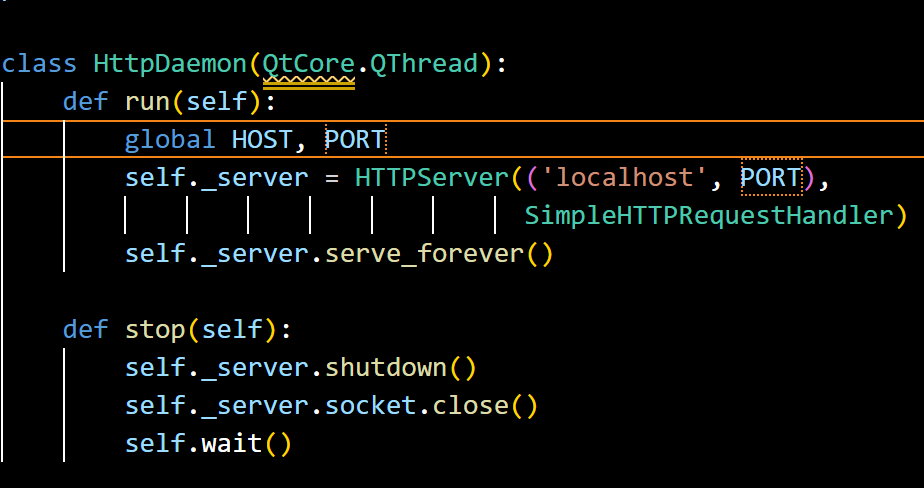 class HttpDaemon(QtCore.QThread):
    def run(self):
        global HOST, PORT
        self._server = HTTPServer(('localhost', PORT),
                                  SimpleHTTPRequestHandler)
        self._server.serve_forever()

    def stop(self):
        self._server.shutdown()
        self._server.socket.close()
        self.wait()